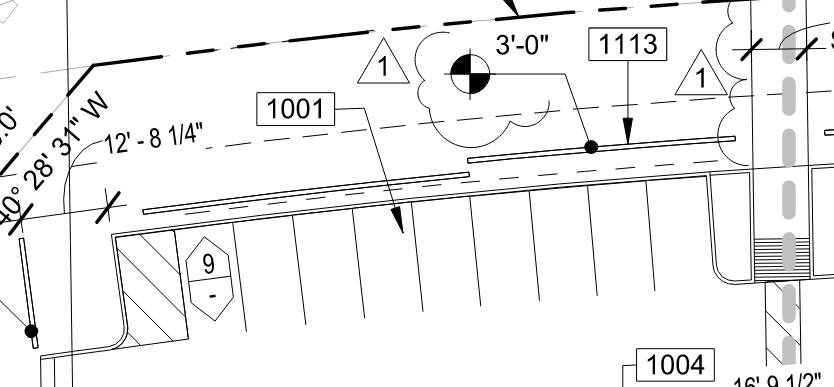 3'-0"
1113
1
1
1001
12' - 8 1/4"
40° 28' 31" W
9
-
1004
16' 9 1/2"